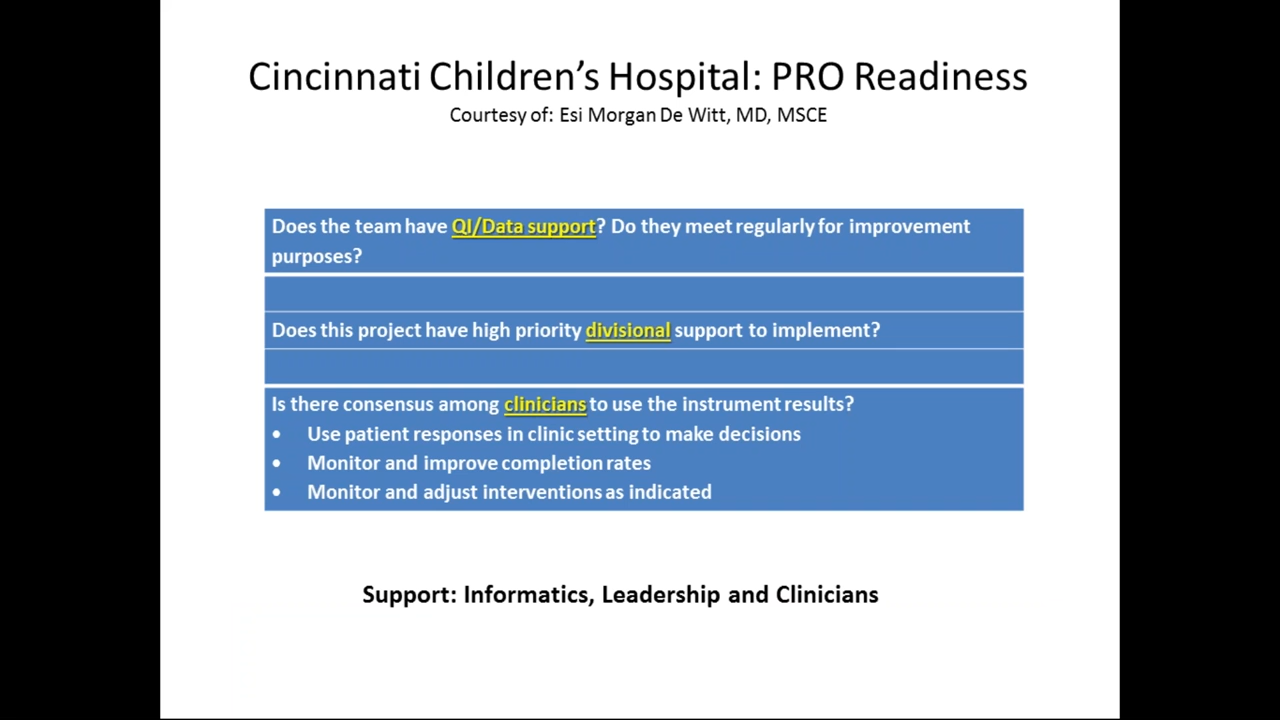 Cincinnati Children’s Hospital: PRO Readiness
Courtesy of: Esi Morgan De Witt, MD, MSCE
Does the team have QI/Data support? Do they meet regularly for improvement
purposes?
Does this project have high priority divisional support to implement?
Is there consensus among clinicians to use the instrument results?
• Use patient responses in clinic setting to make decisions
• Monitor and improve completion rates
• Monitor and adjust interventions as indicated
Support: Informatics, Leadership and Clinicians